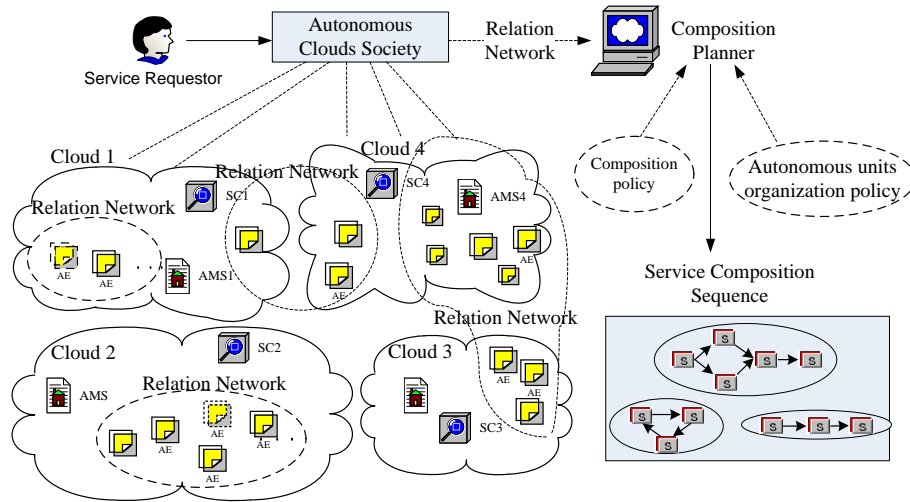 Autonomous
Clouds Society
Relation
Network
Composition
Planner
Service Requestor
Cloud 1
Cloud 4
Composition
policy
Autonomous units
organization policy
Relation Network
SC1
SC4
AMS4
Relation Network
AE
AE
. . . .
AMS1
AE
AE
Service Composition
Sequence
Relation Network
Cloud 2
SC2
Cloud 3
AMS
Relation Network
AE
AE
AE
AE
AE
. .
AE
AE
AE
SC3
S
S
S
S
S
S
S
S
S
S
S